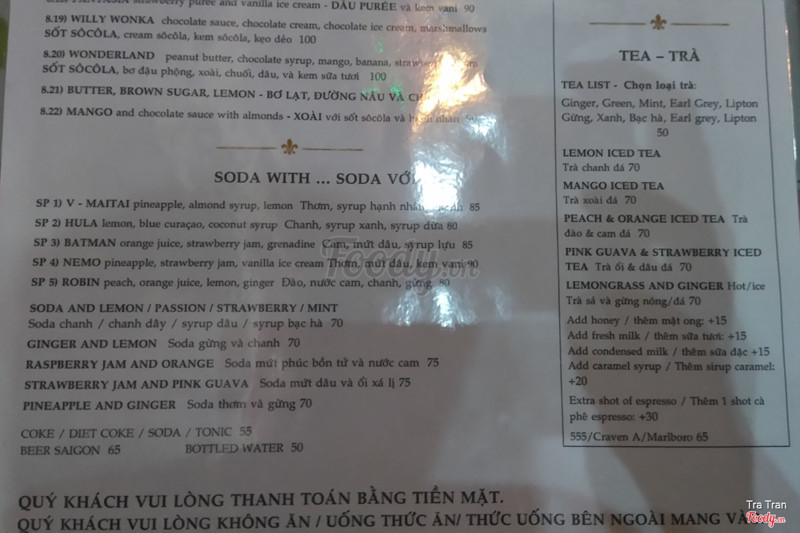 strawberry purée and vanilla ice cream - DÂU PURÉE vị kem vani 90
8.19) WILLY WONKA chocolate sauce, chocolate cream, chocolate ice cream, marshmallows
SỐT SÔCÔLA, cream sôcôla, kem sôcôla, kẹo dẻo 100
8.20) WONDERLAND peanut butter, chocolate syrup, mango, banana,
SỐT SÔCÔLA, bơ đậu phộng, xoài, chuối, dâu, và kem sữa tươi 100
8.21) BUTTER, BROWN SUGAR, LEMON - BƠ LẠT, ĐƯỜNG NÂU VÀ
8.22) MANGO and chocolate sauce with almonds - XOÀI với sốt sôcôla và
SODA WITH ... SODA VỚI
SP 1) V - MAITAI pineapple, almond syrup, lemon Thơm, syrup hạnh 85
SP 2) HULA lemon, blue curaçao, coconut syrup Chanh, syrup xanh, syrup dừa 80
SP 3) BATMAN orange juice, strawberry jam, grenadine Cam, mứt dâu, syrup lựu 85
SP 4) NEMO pineapple, strawberry jam, vanilla ice cream Thơm, mứt dâu, kem vani 90
SP 5) ROBIN peach, orange juice, lemon, ginger Đào, nước cam, chanh, gừng 80
SODA AND LEMON / PASSION / STRAWBERRY / MINT
Soda chanh / chanh dây / syrup dâu / syrup bạc hà 70
GINGER AND LEMON Soda gừng và chanh 70
RASPBERRY JAM AND ORANGE Soda mứt phúc bồn tử và nước cam 75
STRAWBERRY JAM AND PINK GUAVA Soda mứt dâu và ổi xá lị 75
PINEAPPLE AND GINGER Soda thơm và gừng 70
COKE / DIET COKE / SODA / TONIC 55
BEER SAIGON 65 BOTTLED WATER 50
QUÝ KHÁCH VUI LÒNG THANH TOÁN BẰNG TIỀN MẶT.
QUÝ KHÁCH VUI LÒNG KHÔNG ĂN / UỐNG THỨC ĂN/ THỨC UỐNG BÊN NGOÀI MANG VÀO
TEA - TRÀ
TEA LIST - Chọn loại trà:
Ginger, Green, Mint, Earl Grey, Lipton
Gừng, Xanh, Bạc hà, Earl grey, Lipton
50
LEMON ICED TEA
Trà chanh đá 70
MANGO ICED TEA
Trà xoài đá 70
PEACH & ORANGE ICED TEA Trà
đào & cam đá 70
PINK GUAVA & STRAWBERRY ICED
TEA Trà ổi & dâu đá 70
LEMONGRASS AND GINGER Hot/ice
Trà sả và gừng nóng/đá 70
Add honey / thêm mật ong: +15
Add fresh milk / thêm sữa tươi: +15
Add condensed milk / thêm sữa đặc +15
Add caramel syrup / Thêm sirup caramel:
+20
Extra shot of espresso / Thêm 1 shot cà
phê espresso: +30
555/Craven A/Marlboro 65
Foody.vn
Tra Tran
Foody.vn